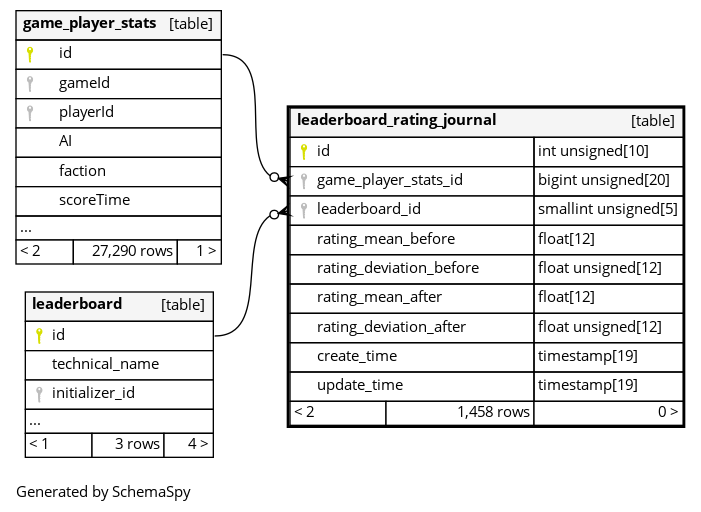 game_player_stats [table]
id
gameId
playerId
AI
faction
scoreTime
...
< 2 27,290 rows 1 >
leaderboard [table]
id
technical_name
initializer_id
...
< 1 3 rows 4 >
leaderboard_rating_journal [table]
id int unsigned[10]
game_player_stats_id bigint unsigned[20]
leaderboard_id smallint unsigned[5]
rating_mean_before float[12]
rating_deviation_before float unsigned[12]
rating_mean_after float[12]
rating_deviation_after float unsigned[12]
create_time timestamp[19]
update_time timestamp[19]
< 2 1,458 rows 0 >
Generated by SchemaSpy